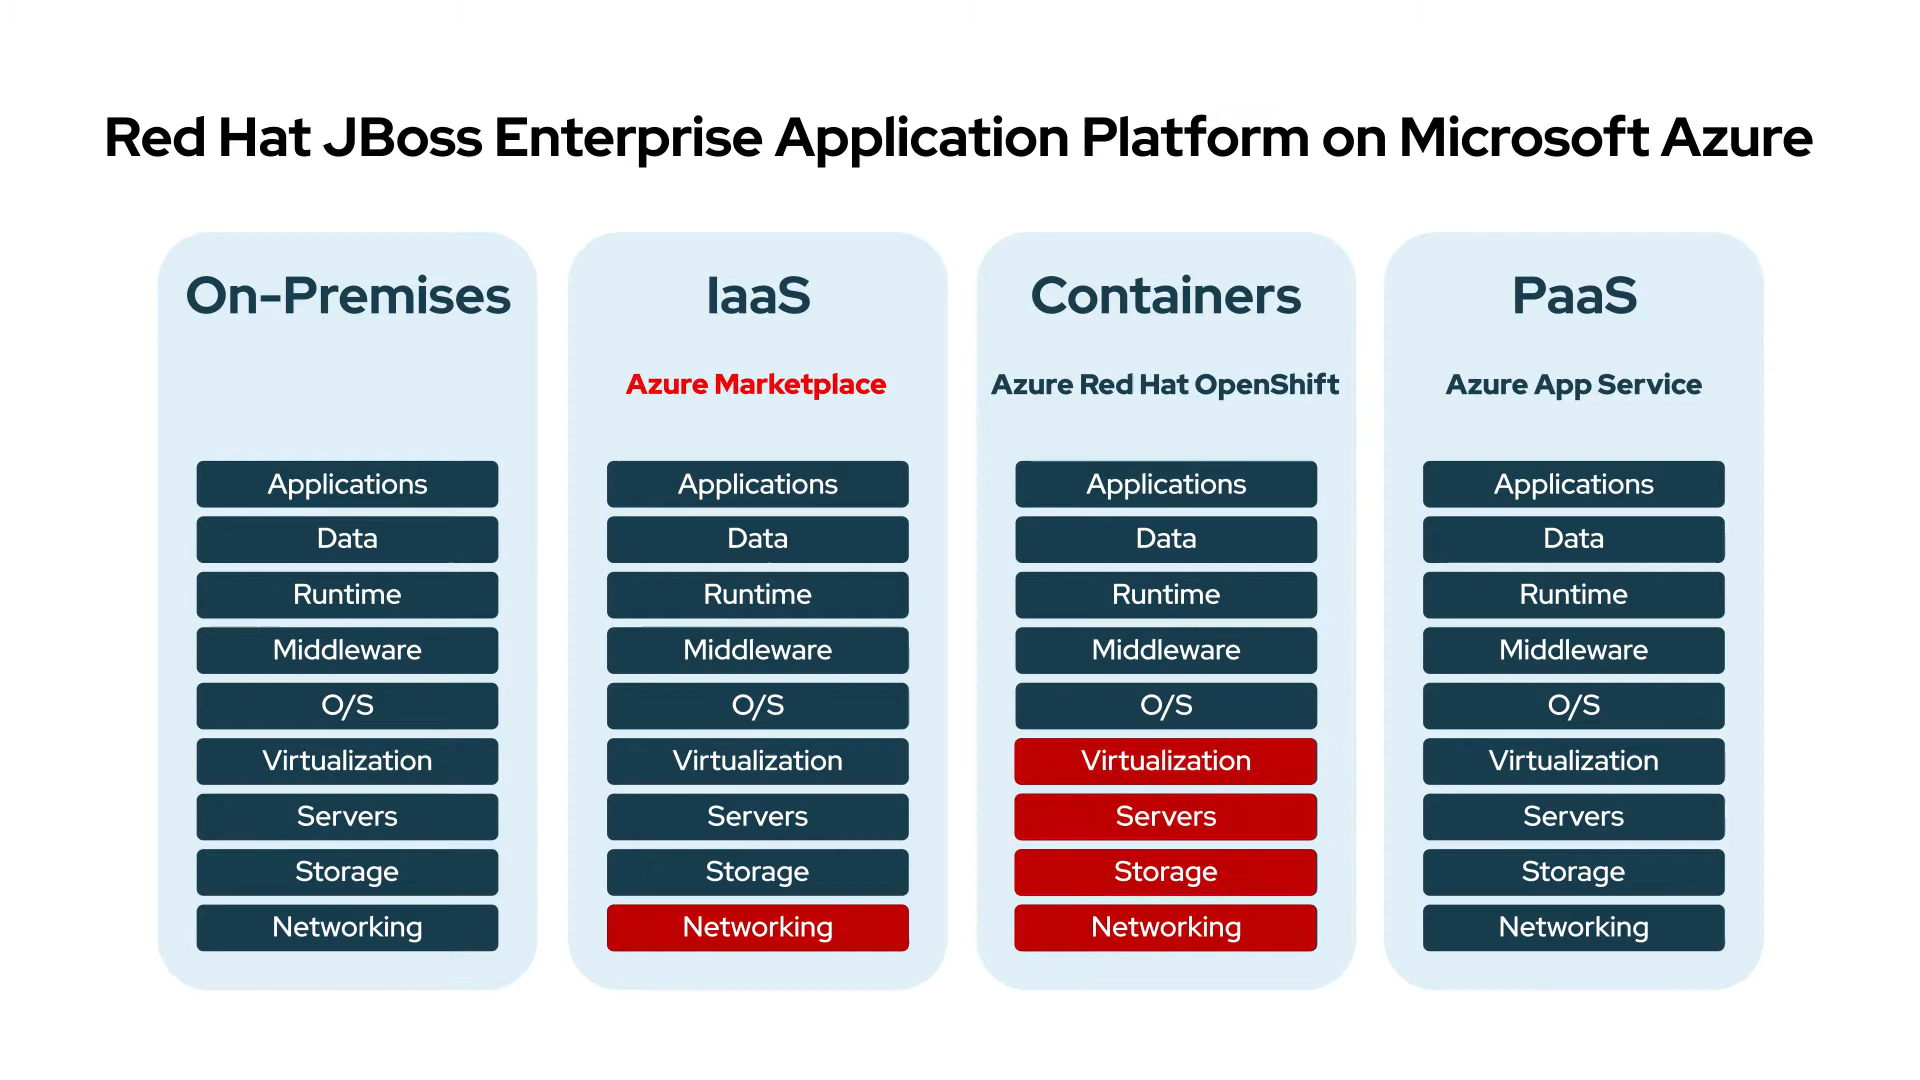 Red Hat JBoss Enterprise Application Platform on Microsoft Azure
On-Premises
Applications
Data
Runtime
Middleware
O/S
Virtualization
Servers
Storage
Networking
IaaS
Azure Marketplace
Applications
Data
Runtime
Middleware
O/S
Virtualization
Servers
Storage
Networking
Containers
Azure Red Hat OpenShift
Applications
Data
Runtime
Middleware
O/S
Virtualization
Servers
Storage
Networking
PaaS
Azure App Service
Applications
Data
Runtime
Middleware
O/S
Virtualization
Servers
Storage
Networking